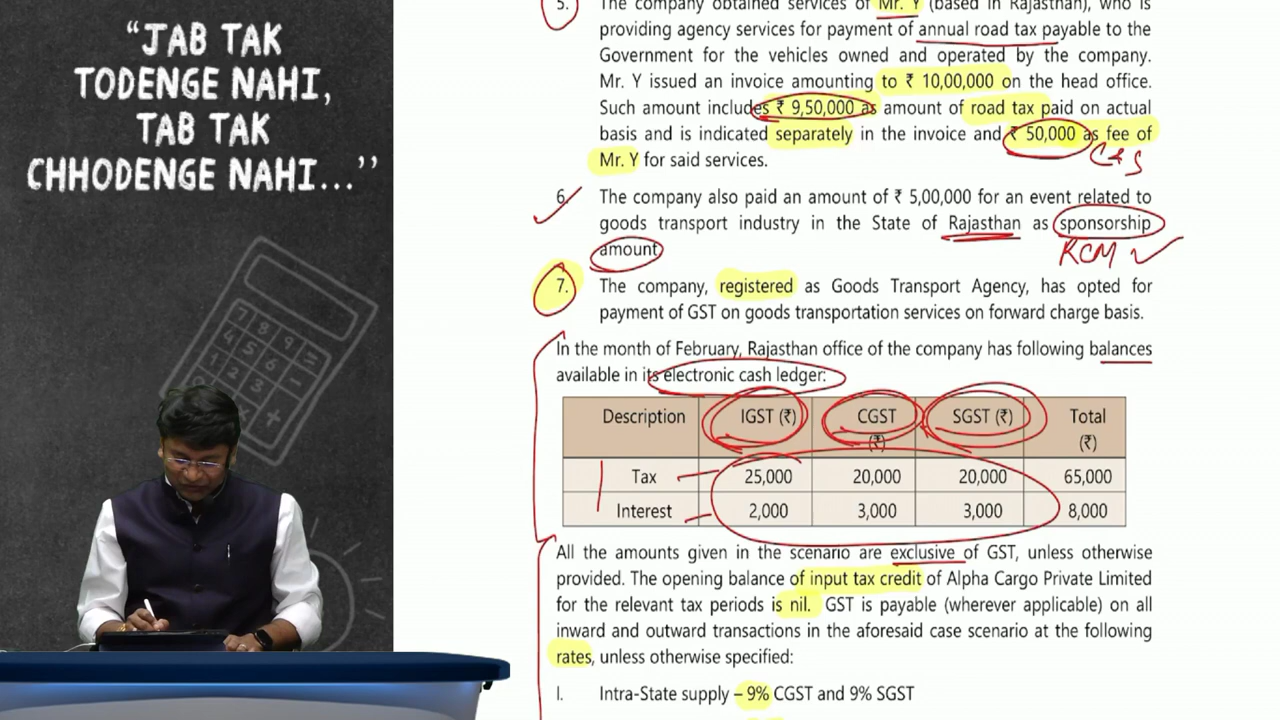 “JAB TAK
TODENGE NAHI,
TAB TAK
CHHODENGE NAHI...’’
5. The company obtained services of Mr. Y (based in Rajasthan), who is
providing agency services for payment of annual road tax payable to the
Government for the vehicles owned and operated by the company.
Mr. Y issued an invoice amounting to ₹ 10,00,000 on the head office.
Such amount includes ₹ 9,50,000 as amount of road tax paid on actual
basis and is indicated separately in the invoice and ₹ 50,000 as fee of
Mr. Y for said services.
C+S
6. The company also paid an amount of ₹ 5,00,000 for an event related to
goods transport industry in the State of Rajasthan as sponsorship
amount
RCM
7. The company, registered as Goods Transport Agency, has opted for
payment of GST on goods transportation services on forward charge basis.
In the month of February, Rajasthan office of the company has following balances
available in its electronic cash ledger:
Description IGST (₹) CGST (₹) SGST (₹) Total (₹)
Tax 25,000 20,000 20,000 65,000
Interest 2,000 3,000 3,000 8,000
All the amounts given in the scenario are exclusive of GST, unless otherwise
provided. The opening balance of input tax credit of Alpha Cargo Private Limited
for the relevant tax periods is nil. GST is payable (wherever applicable) on all
inward and outward transactions in the aforesaid case scenario at the following
rates, unless otherwise specified:
I. Intra-State supply – 9% CGST and 9% SGST
7 8 9